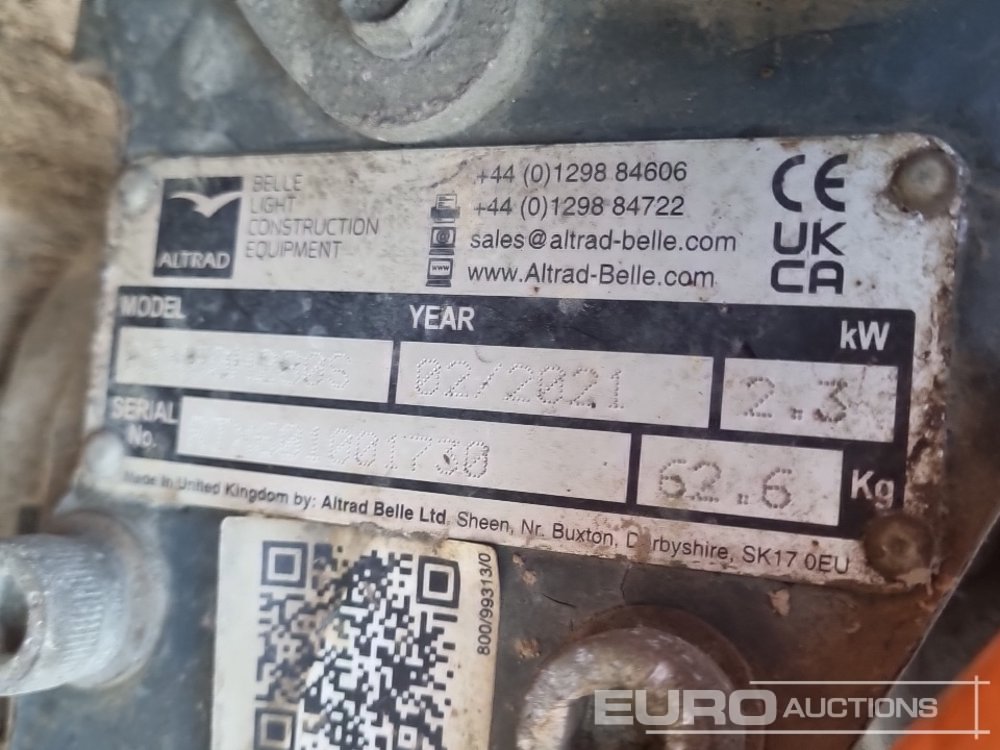 ALTRAD
BELLE
LIGHT
CONSTRUCTION
EQUIPMENT
+44 (0)1298 84606
+44 (0)1298 84722
sales@altrad-belle.com
www.Altrad-Belle.com
CE
UK
CA
MODEL
YEAR
kW
02/2021
2.3
SERIAL
No.
62.6
Kg
Made in United Kingdom by: Altrad Belle Ltd, Sheen, Nr. Buxton, Derbyshire, SK17 0EU
800/99313/0
EURO AUCTIONS